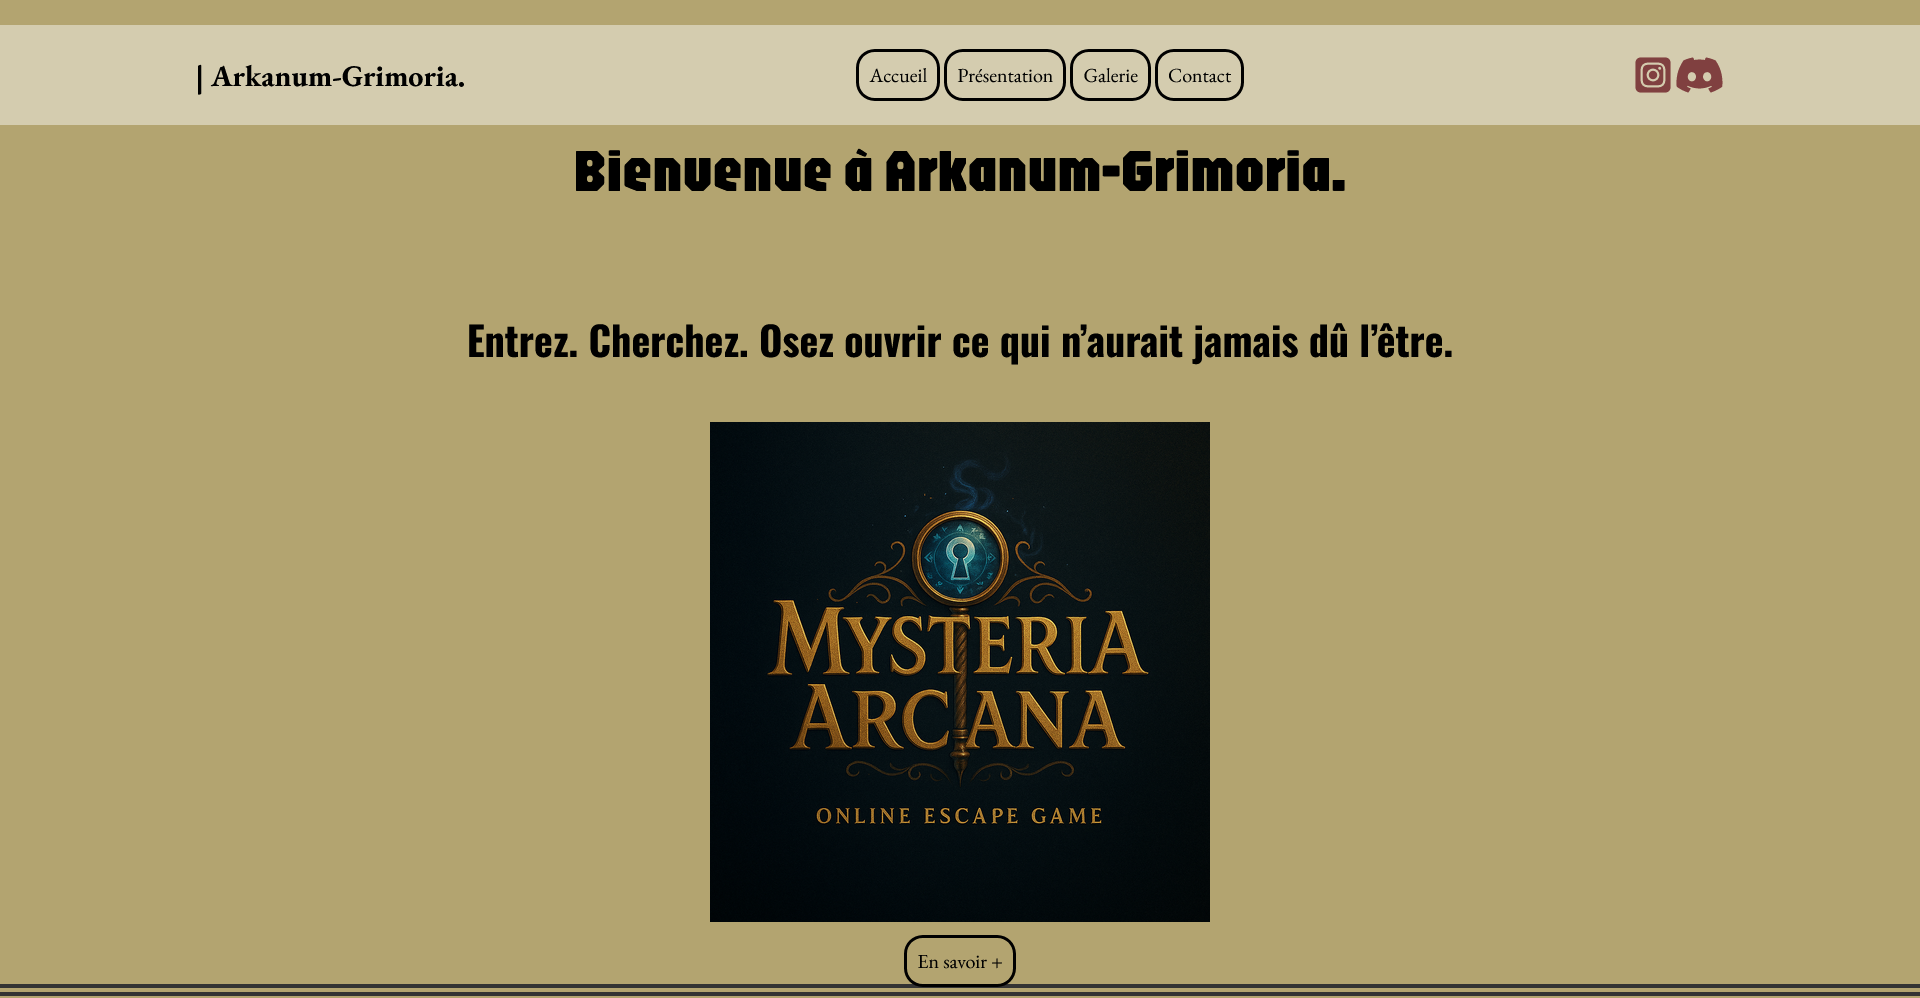 | Arkanum-Grimoria.
Accueil
Présentation
Galerie
Contact
Bienvenue à Arkanum-Grimoria.
Entrez. Cherchez. Osez ouvrir ce qui n’aurait jamais dû l’être.
MYSTERIA
ARCANA
ONLINE ESCAPE GAME
En savoir +